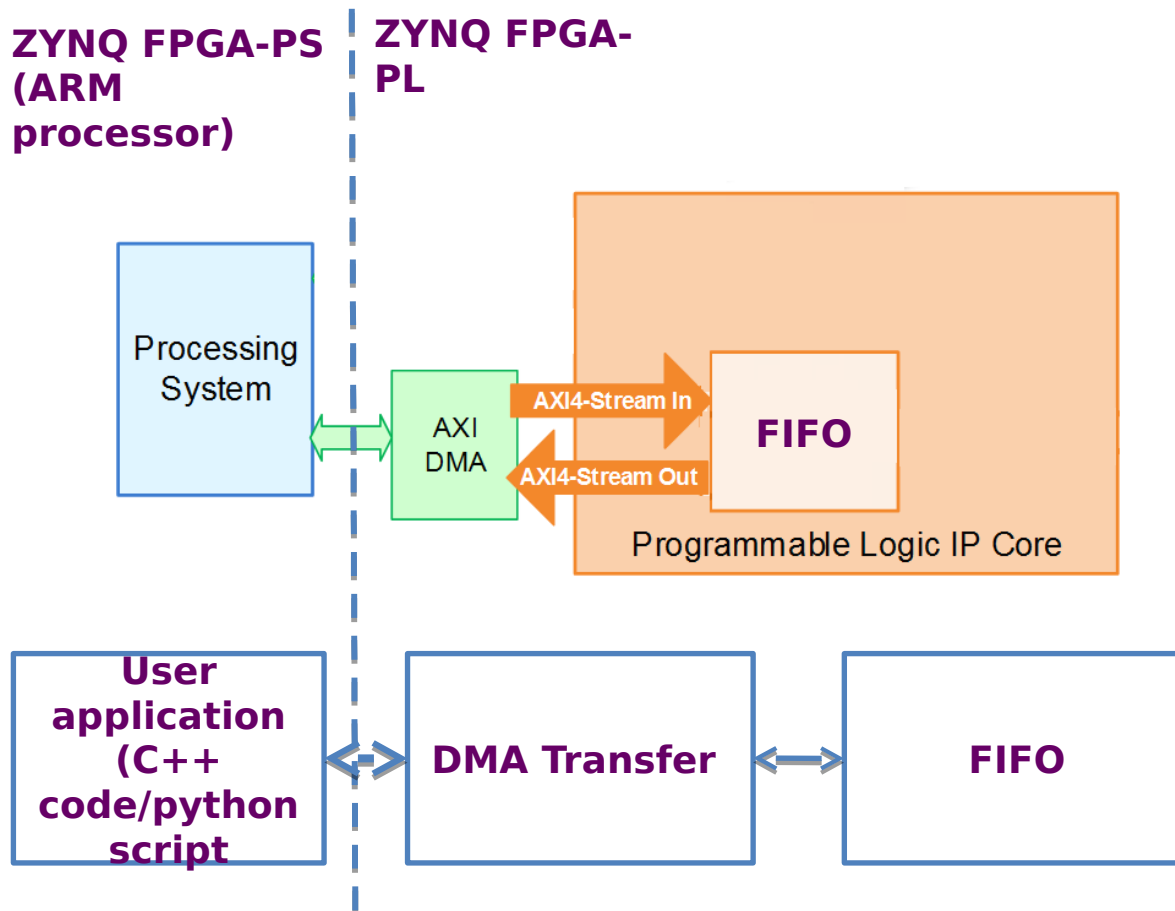 ZYNQ FPGA-PS
(ARM
processor)
ZYNQ FPGA-
PL
Processing
System
AXI
DMA
AXI4-Stream In
AXI4-Stream Out
FIFO
Programmable Logic IP Core
User
application
(C++
code/python
script
DMA Transfer
FIFO